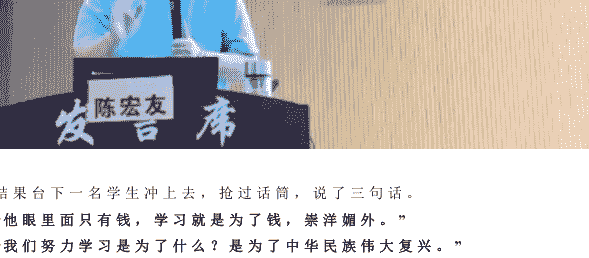 陈宏友
发言席
结果台下一名学生冲上去，抢过话筒，说了三句话。
他眼里面只有钱，学习就是为了钱，崇洋媚外。”
我们努力学习是为了什么？是为了中华民族伟大复兴。”